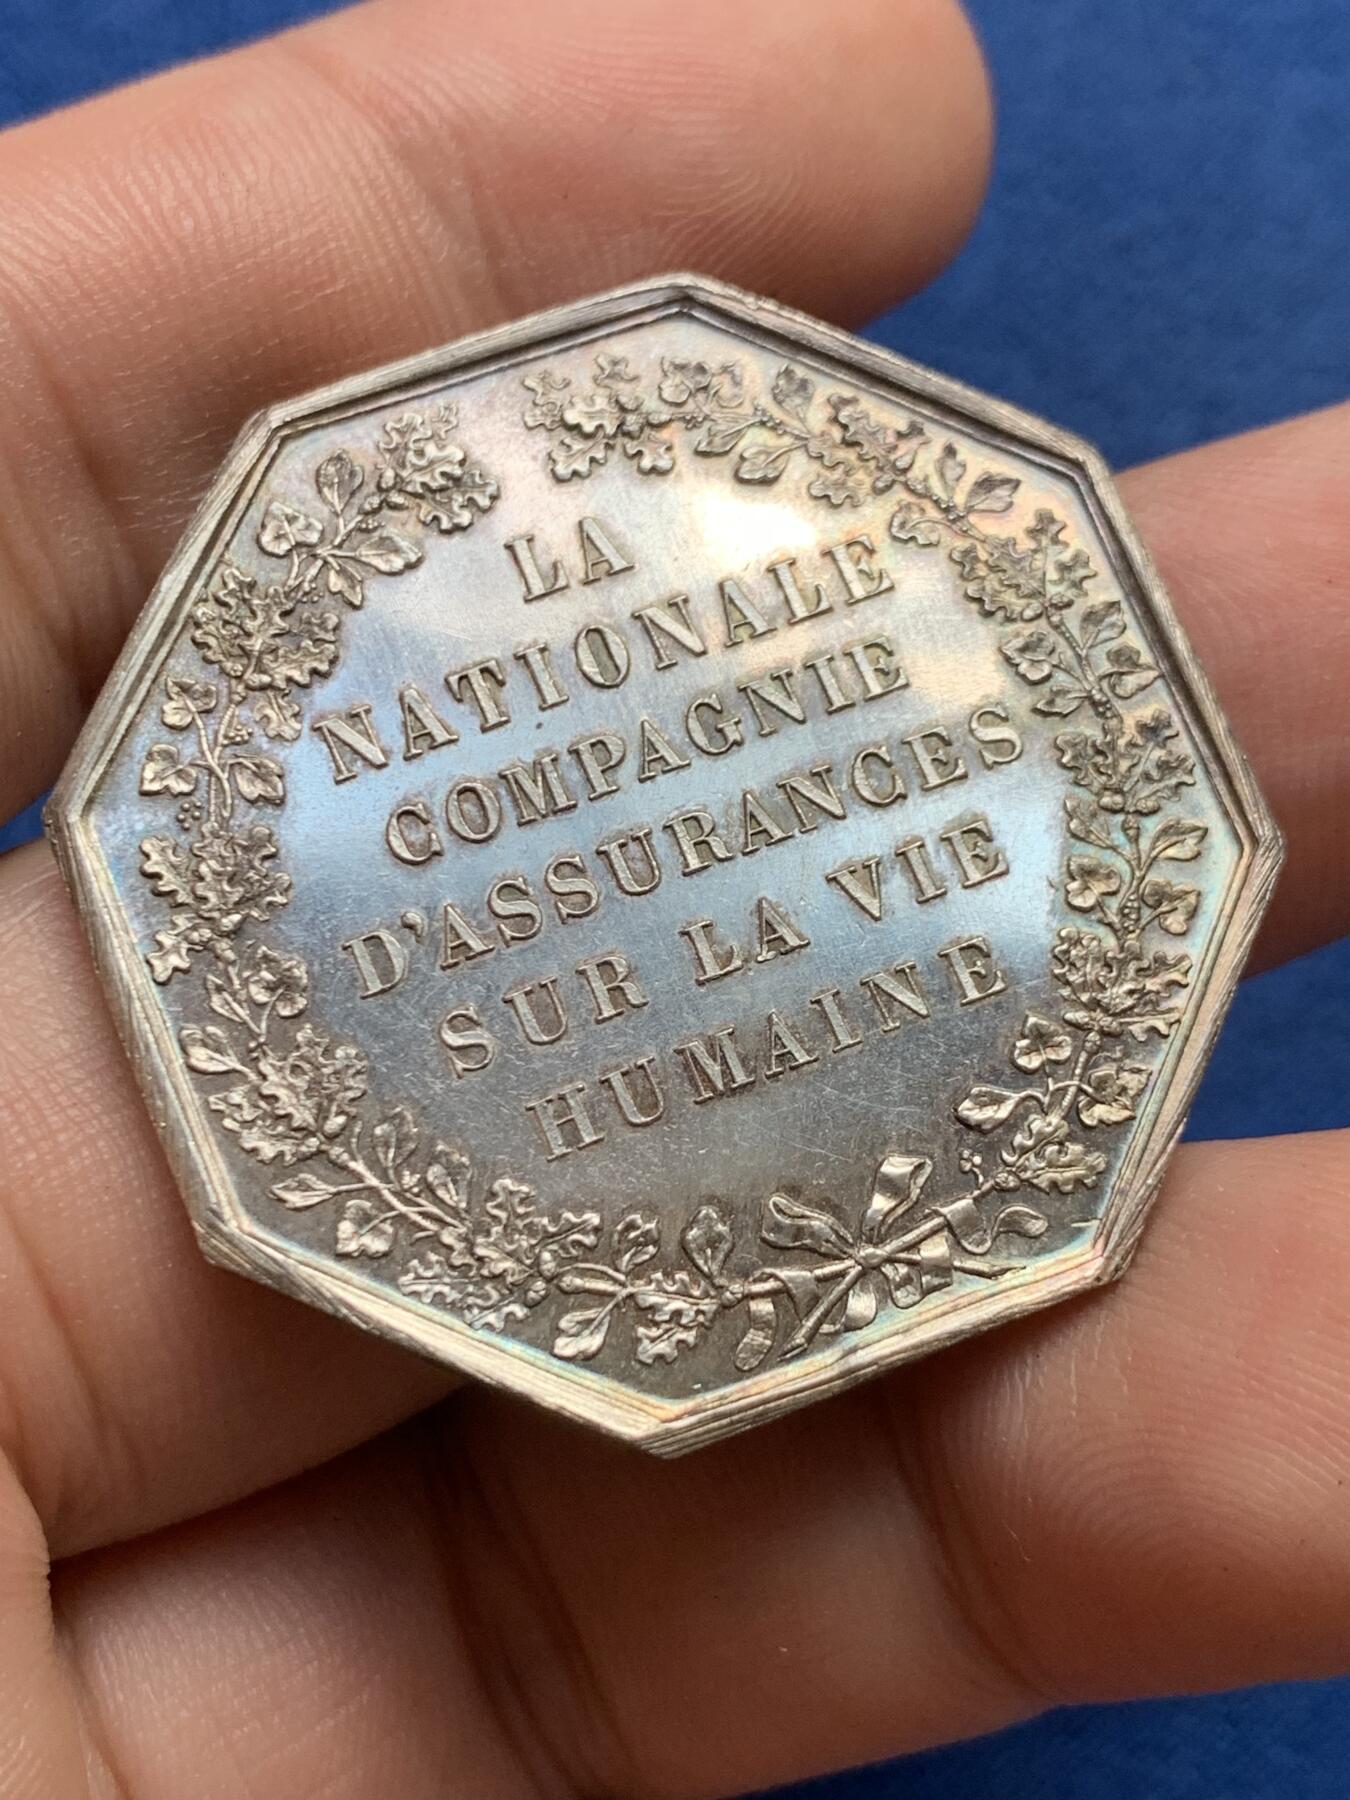 LA
NATIONALE
COMPAGNIE
D'ASSURANCES
SUR LA VIE
HUMAINE